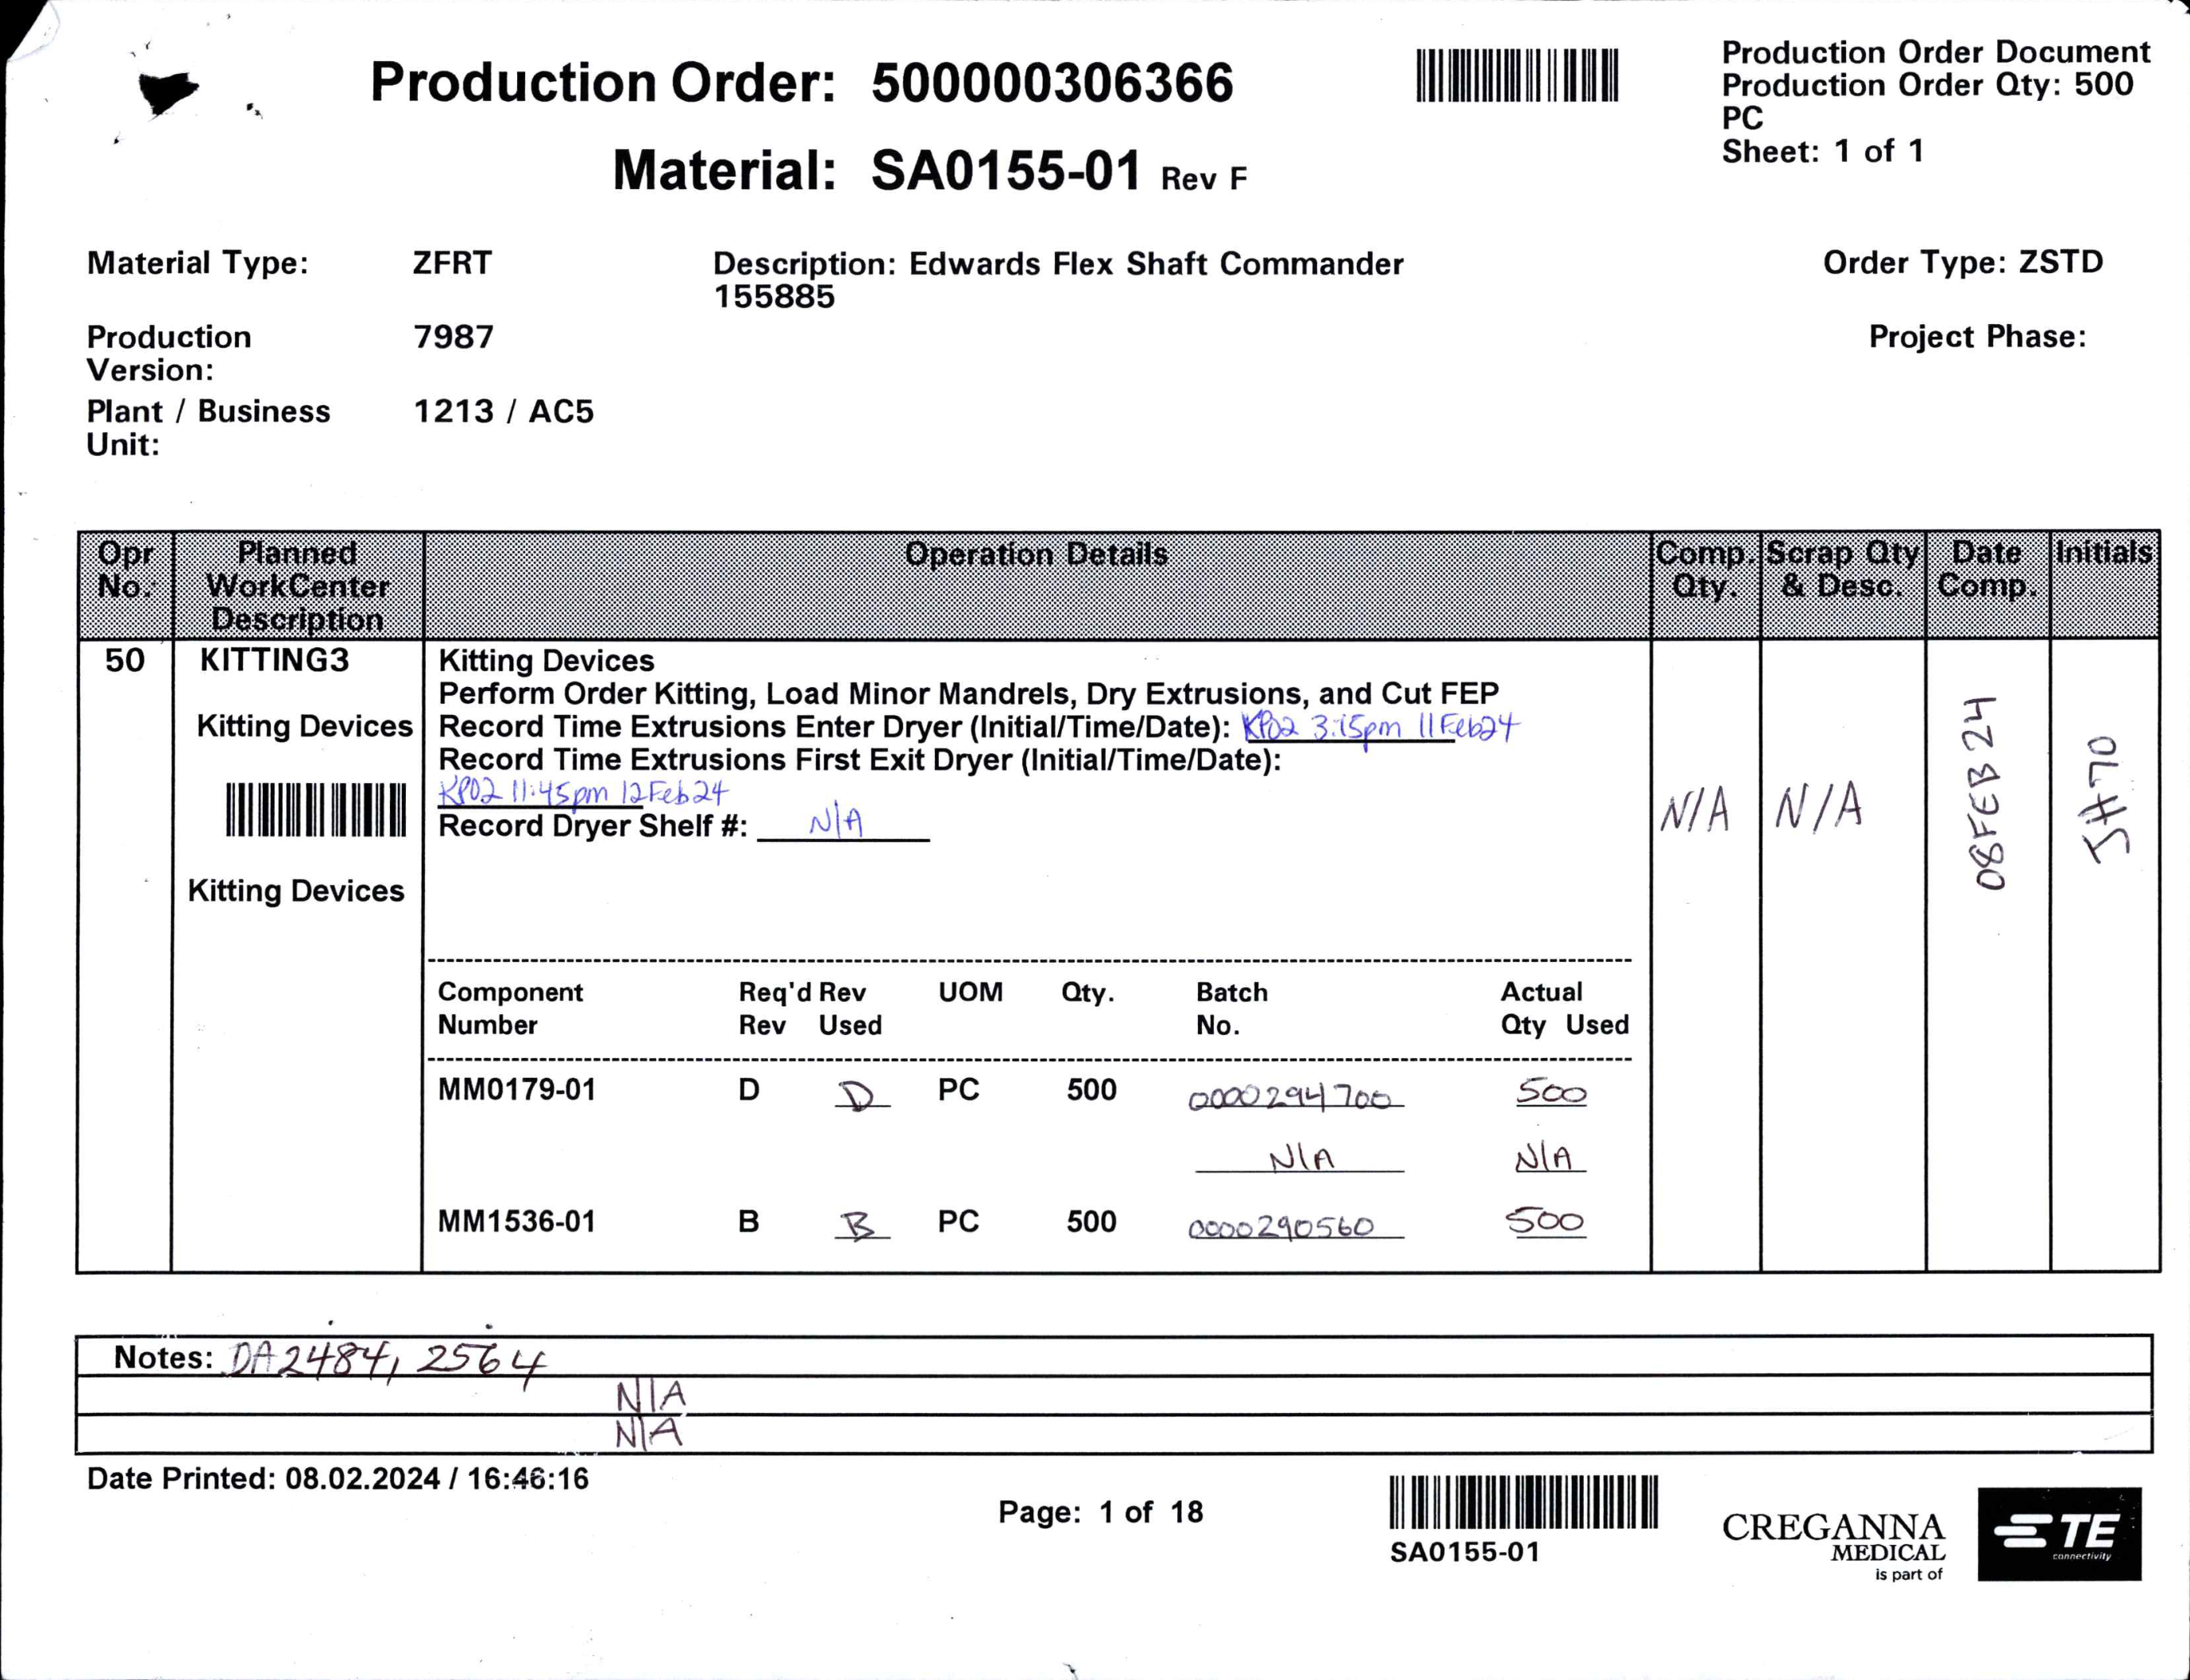 Production Order: 500000306366
Production Order Document
Production Order Qty: 500
PC
Sheet: 1 of 1
Material: SA0155-01 Rev F
Material Type: ZFRT
Description: Edwards Flex Shaft Commander
155885
Order Type: ZSTD
Production
Version:
7987
Project Phase:
Plant / Business
Unit:
1213 / AC5
Opr
No.
Planned
WorkCenter
Description
Operation Details
Comp.
Qty.
Scrap Qty
& Desc.
Date
Comp.
Initials
50
KITTING3
Kitting Devices
Kitting Devices
Kitting Devices
Perform Order Kitting, Load Minor Mandrels, Dry Extrusions, and Cut FEP
Record Time Extrusions Enter Dryer (Initial/Time/Date): KP02 3:15pm 11Feb24
Record Time Extrusions First Exit Dryer (Initial/Time/Date):
KP02 11:45pm 12Feb24
Record Dryer Shelf #: N/A
N/A
N/A
08FEB24
JH70
Component
Number
Req'd
Rev
Rev
Used
UOM
Qty.
Batch
No.
Actual
Qty Used
MM0179-01 D D PC 500 0000294700 500
N/A N/A
MM1536-01 B B PC 500 0000290560 500
Notes: DA2484, 2564
N/A
N/A
Date Printed: 08.02.2024 / 16:46:16
Page: 1 of 18
SA0155-01
CREGANNA
MEDICAL
is part of
TE
connectivity